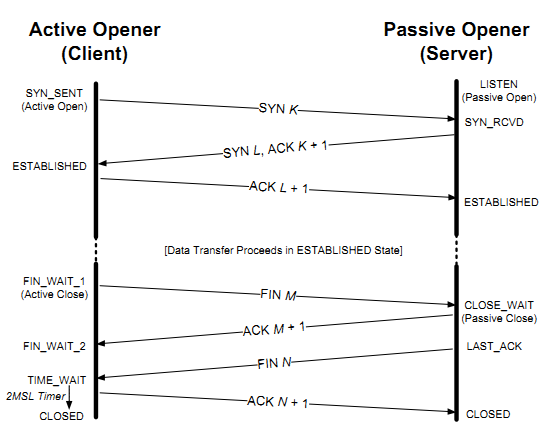 Active Opener
(Client)
Passive Opener
(Server)
SYN_SENT
(Active Open)
LISTEN
(Passive Open)
SYN K
SYN_RCVD
SYN L, ACK K + 1
ESTABLISHED
ACK L + 1
ESTABLISHED
[Data Transfer Proceeds in ESTABLISHED State]
FIN_WAIT_1
(Active Close)
FIN M
CLOSE_WAIT
(Passive Close)
ACK M + 1
FIN_WAIT_2
LAST_ACK
FIN N
TIME_WAIT
2MSL Timer
ACK N + 1
CLOSED
CLOSED